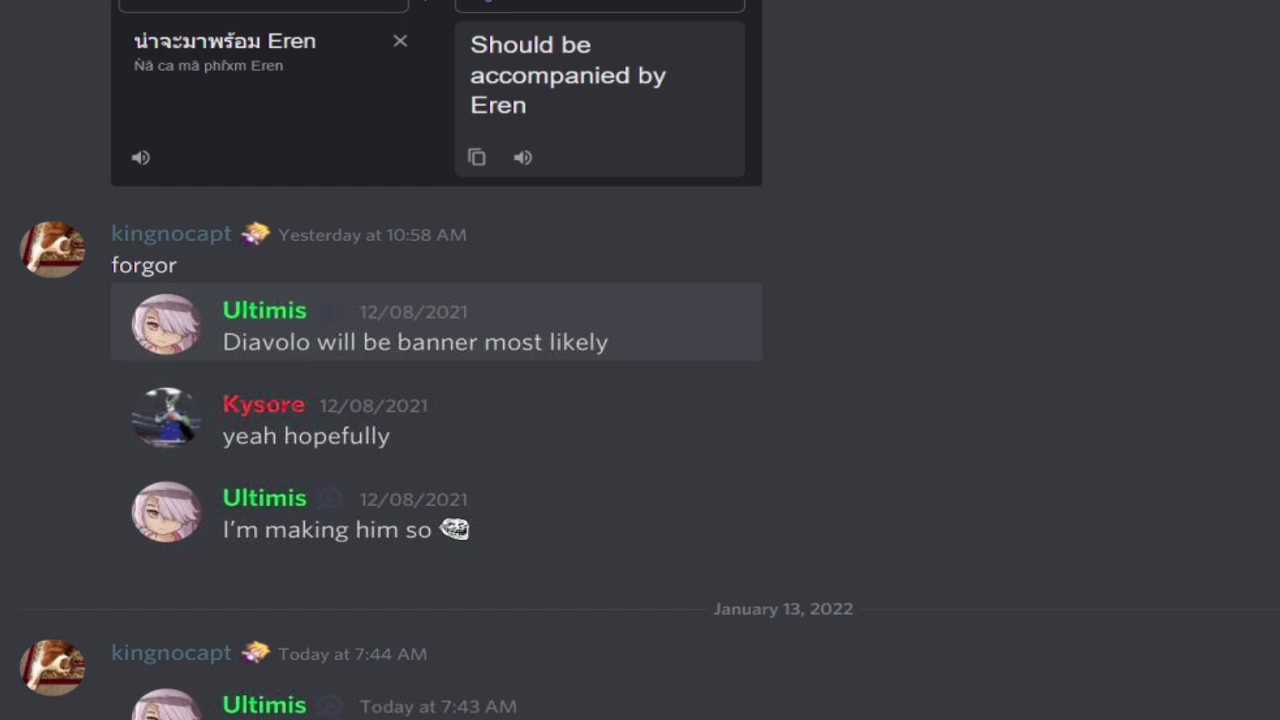 น่าจะมาพร้อม Eren
Ǹā ca mā phr̂xm Eren
Should be
accompanied by
Eren
kingnocapt Yesterday at 10:58 AM
forgor
Ultimis 12/08/2021
Diavolo will be banner most likely
Kysore 12/08/2021
yeah hopefully
Ultimis 12/08/2021
I'm making him so
January 13, 2022
kingnocapt Today at 7:44 AM
Ultimis Today at 7:43 AM